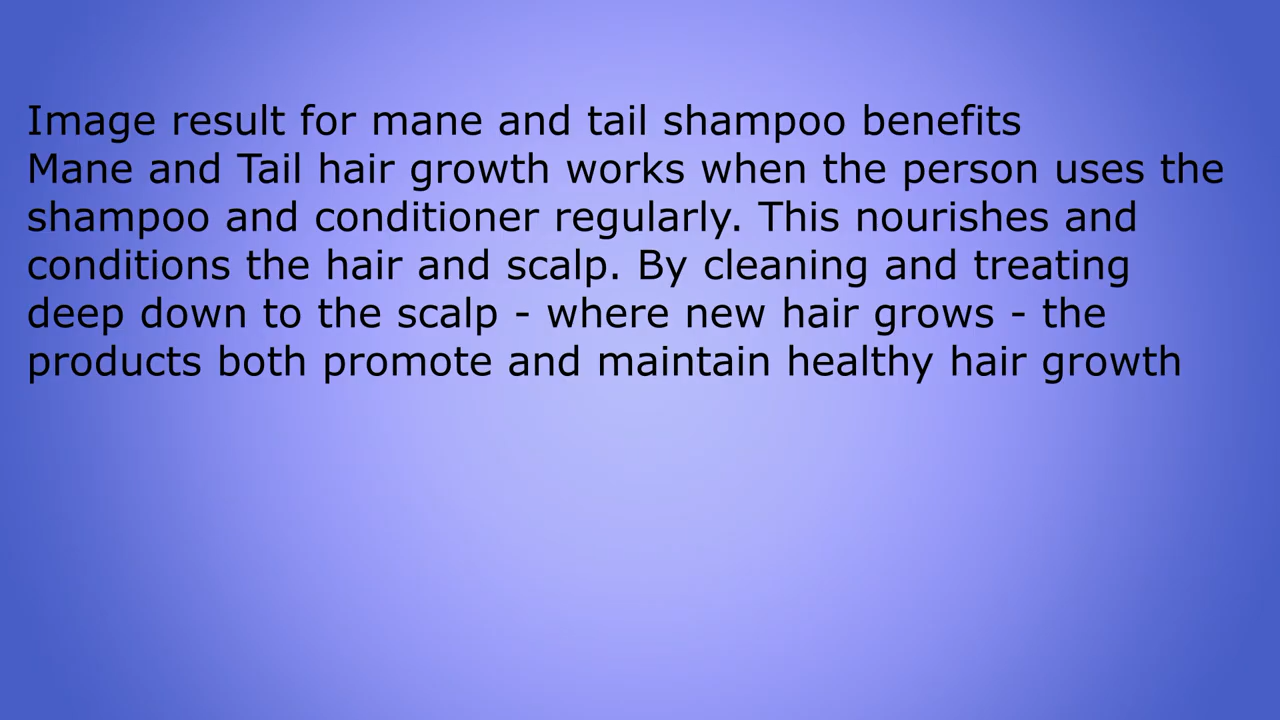 Image result for mane and tail shampoo benefits
Mane and Tail hair growth works when the person uses the
shampoo and conditioner regularly. This nourishes and
conditions the hair and scalp. By cleaning and treating
deep down to the scalp - where new hair grows - the
products both promote and maintain healthy hair growth